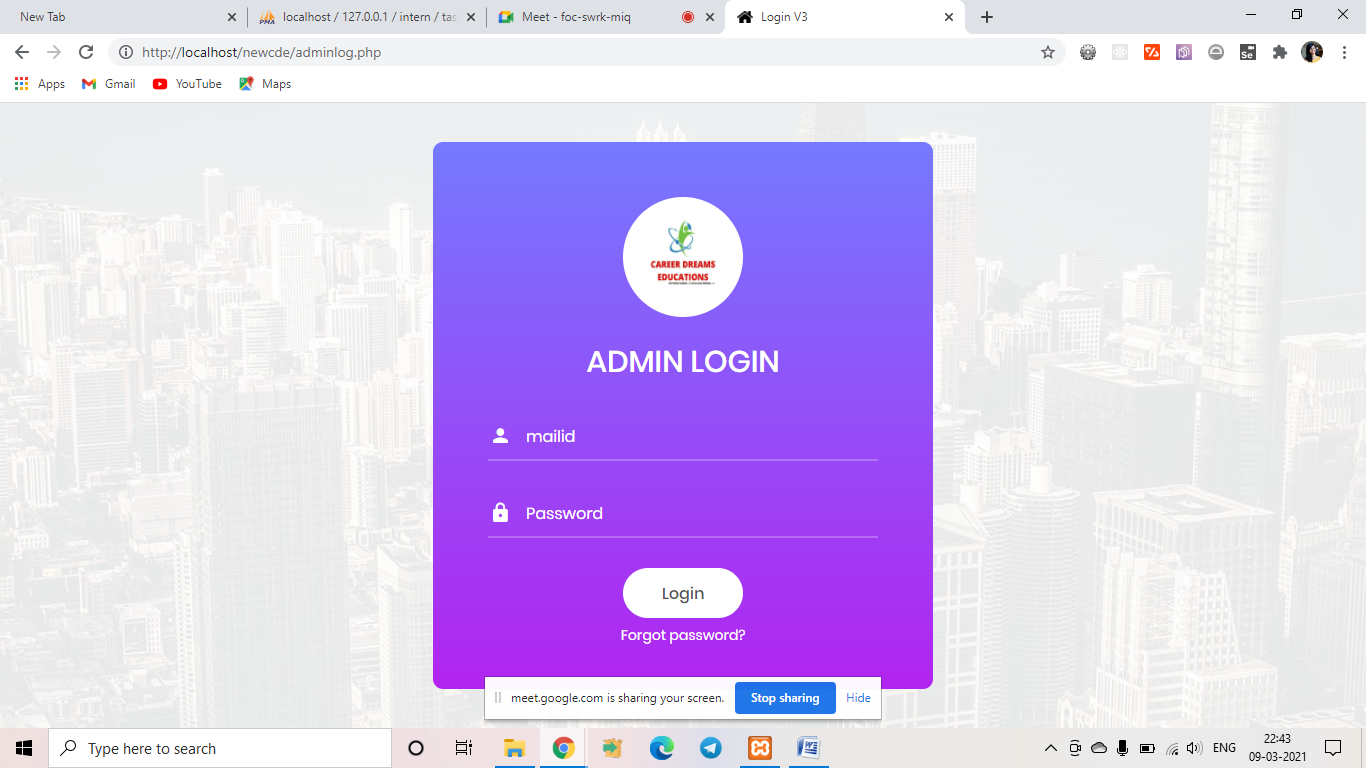 New Tab
localhost / 127.0.0.1 / intern / tas
Meet - foc-swrk-miq
Login V3
http://localhost/newcde/adminlog.php
Apps
Gmail
YouTube
Maps
CAREER DREAMS
EDUCATIONS
ADMIN LOGIN
mailid
Password
Login
Forgot password?
meet.google.com is sharing your screen.
Stop sharing
Hide
Type here to search
ENG
22:43
09-03-2021